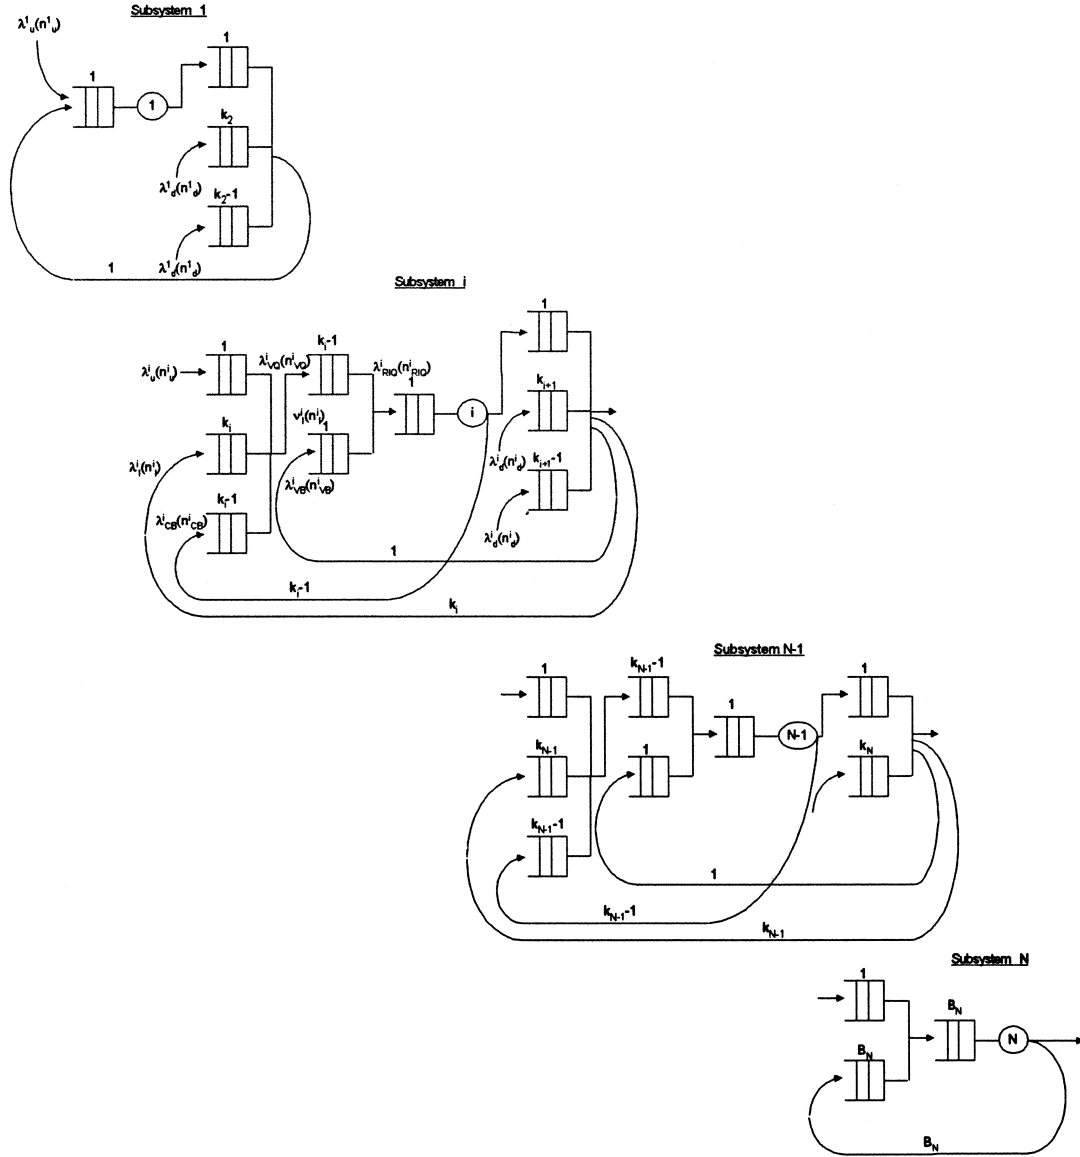 Subsystem 1
λ¹ᵤ(n¹ᵤ)
1
1
1
k₂
λ¹d(n¹d)
k₂-1
λ¹d(n¹d)
1
Subsystem i
1
λⁱᵤ(nⁱᵤ)
1
λⁱVQ(nⁱVQ)
kᵢ-1
λⁱRIQ(nⁱRIQ)
1
i
kᵢ₊₁
kᵢ
νⁱᵢ(nⁱᵢ)
1
λⁱᵢ(nⁱᵢ)
λⁱd(nⁱd)
kᵢ₊₁-1
λⁱVB(nⁱVB)
kᵢ-1
λⁱCB(nⁱCB)
λⁱd(nⁱd)
1
kᵢ-1
kᵢ
Subsystem N-1
1
kN-1-1
1
1
N-1
kN-1
1
kN
kN-1-1
1
kN-1-1
kN-1
Subsystem N
1
BN
N
BN
BN